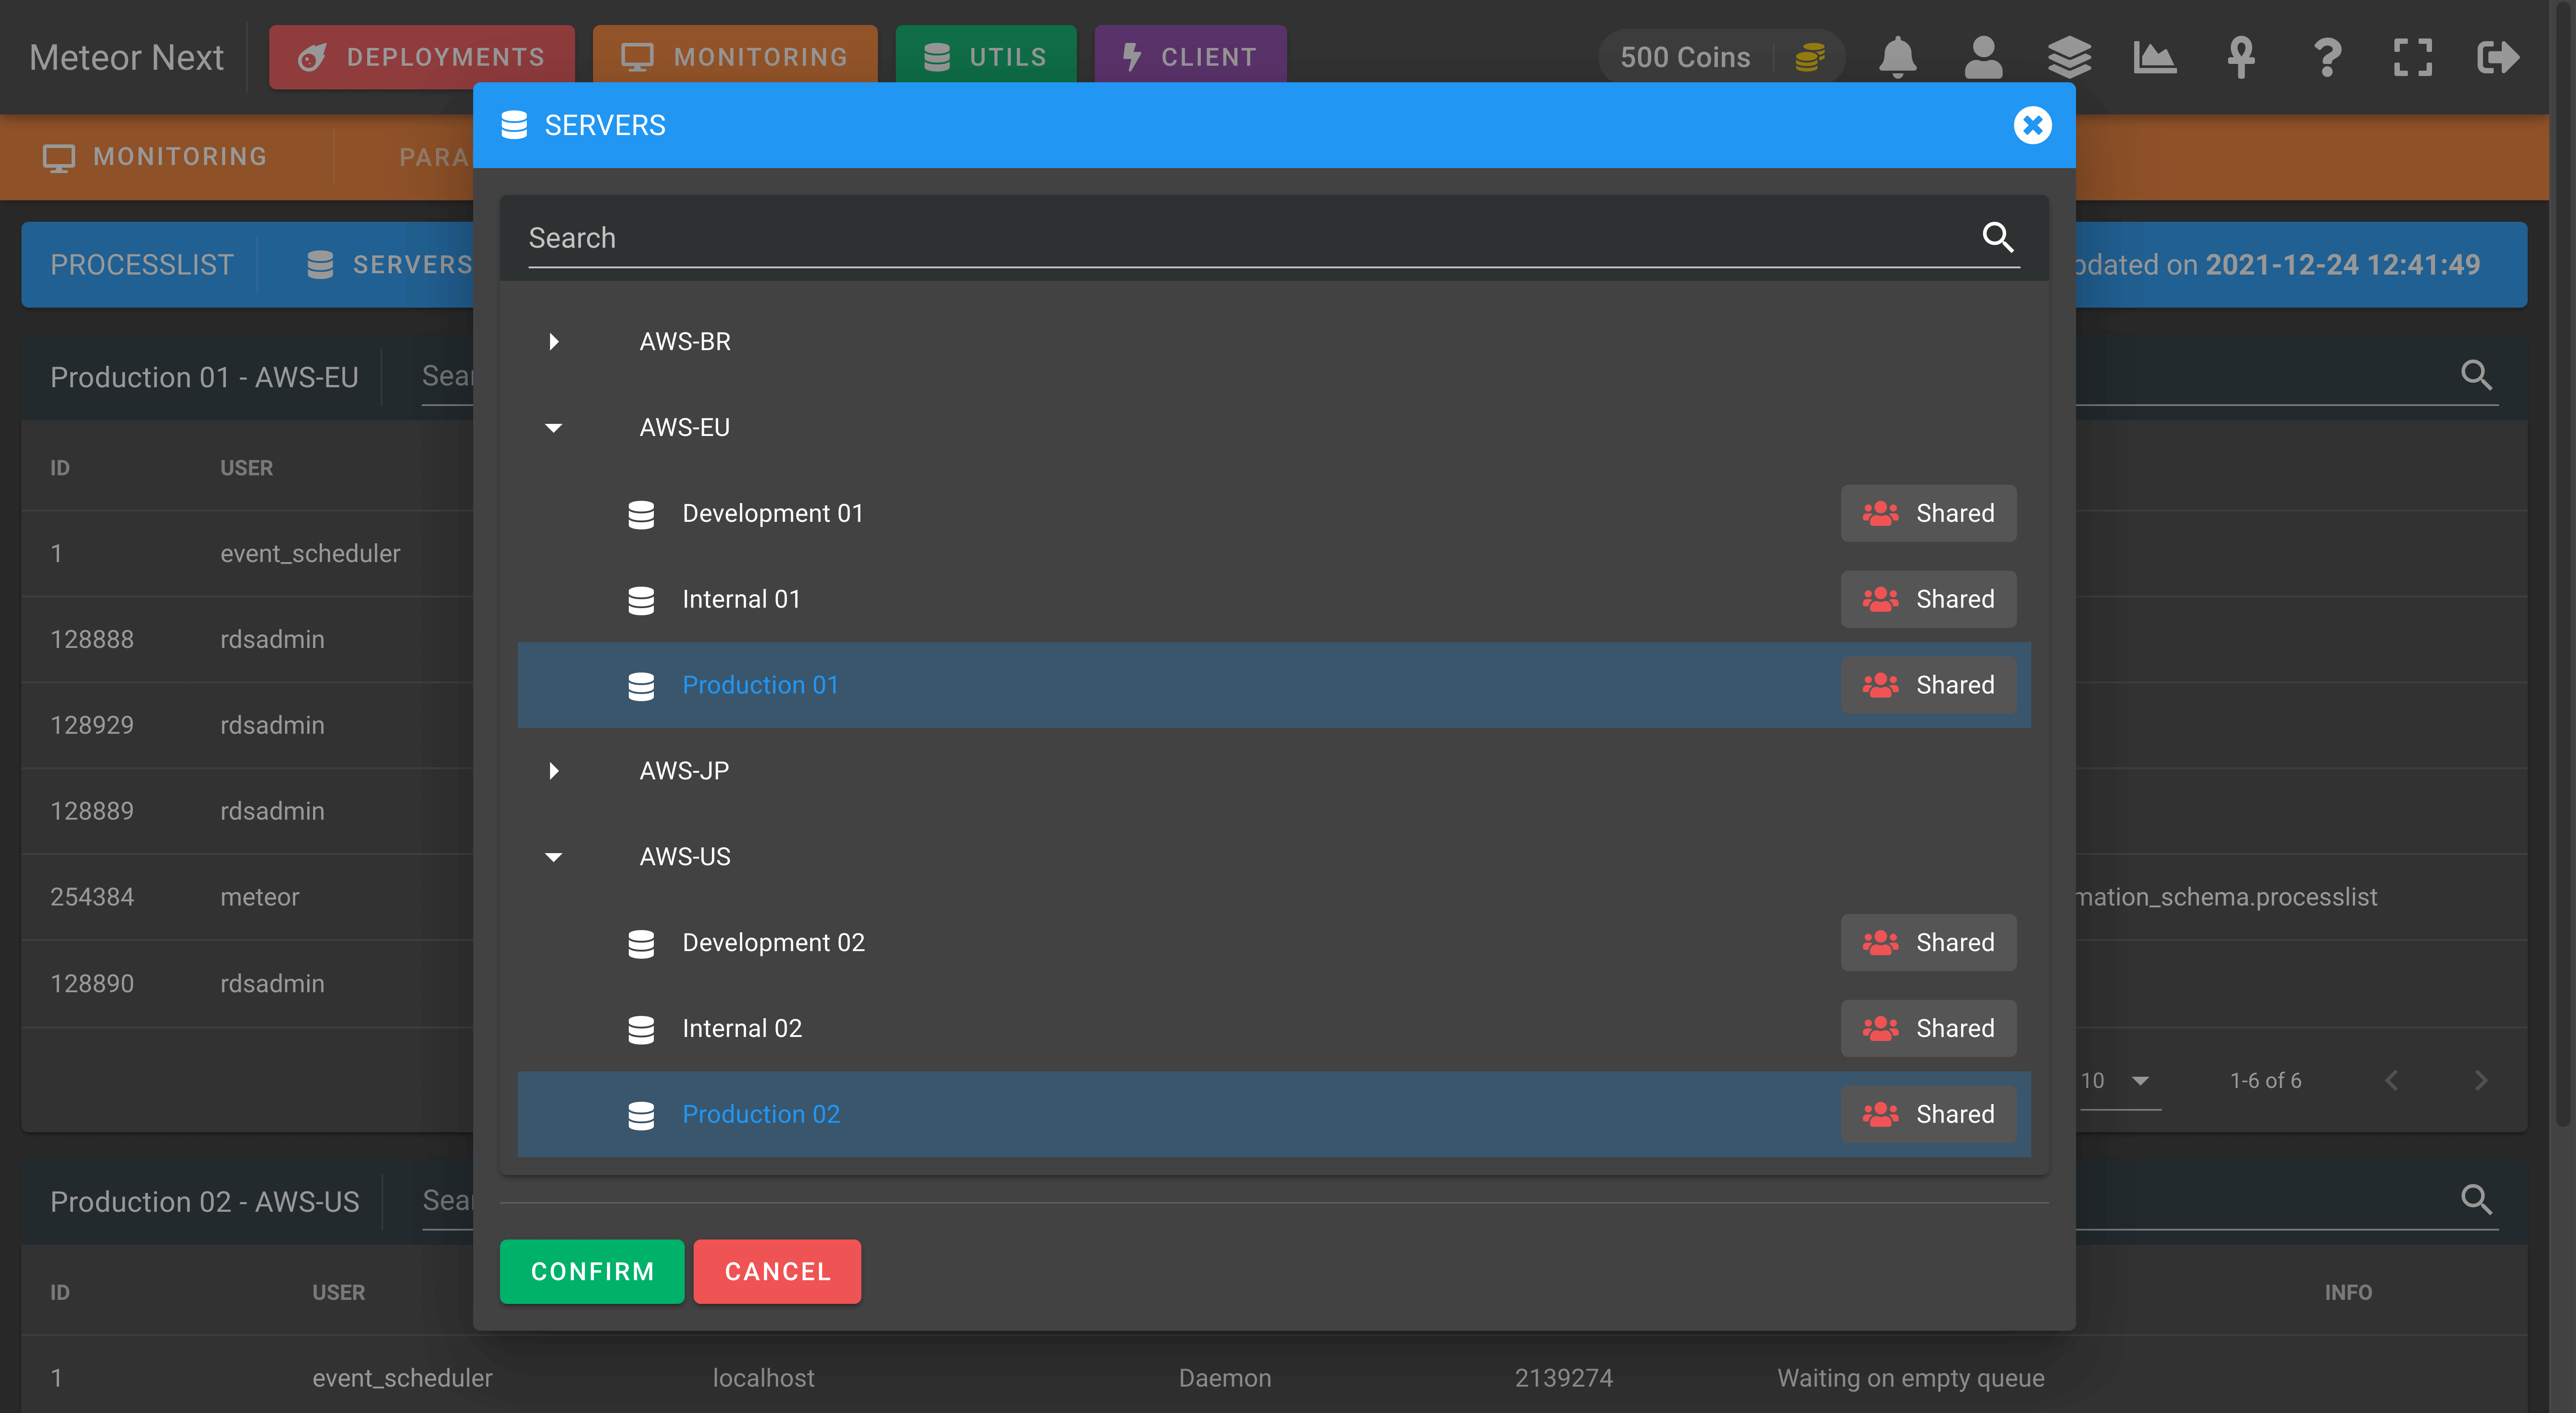 Meteor Next DEPLOYMENTS MONITORING UTILS CLIENT 500 Coins
SERVERS
MONITORING
PROCESSLIST SERVERS on 2021-12-24 12:41:49
Search
AWS-BR
Production 01 - AWS-EU
AWS-EU
ID USER
Development 01 Shared
1 event_scheduler
Internal 01 Shared
128888 rdsadmin
Production 01 Shared
128929 rdsadmin
AWS-JP
128889 rdsadmin
AWS-US
254384 meteor mation_schema.processlist
Development 02 Shared
128890 rdsadmin
Internal 02 Shared
10 1-6 of 6
Production 02 Shared
Production 02 - AWS-US
CONFIRM CANCEL
ID USER INFO
1 event_scheduler localhost Daemon 2139274 Waiting on empty queue